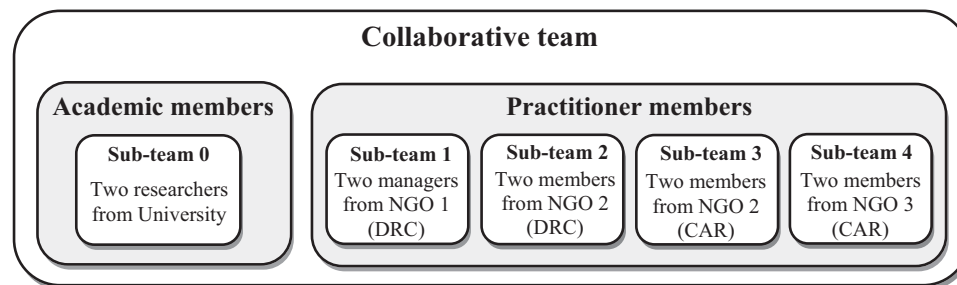 Collaborative team
Academic members
Sub-team 0
Two researchers
from University
Practitioner members
Sub-team 1
Two managers
from NGO 1
(DRC)
Sub-team 2
Two members
from NGO 2
(DRC)
Sub-team 3
Two members
from NGO 2
(CAR)
Sub-team 4
Two members
from NGO 3
(CAR)